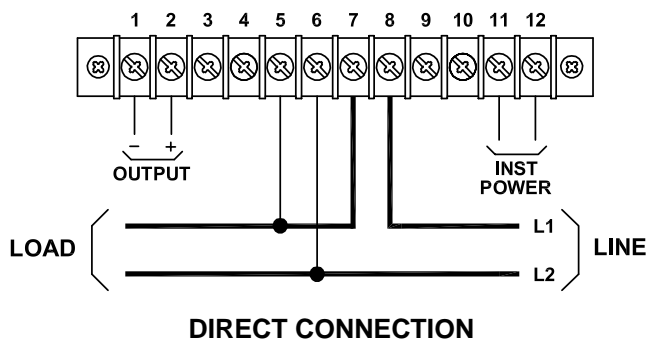 1 2 3 4 5 6 7 8 9 10 11 12
− +
OUTPUT
INST
POWER
LOAD
L1
LINE
L2
DIRECT CONNECTION